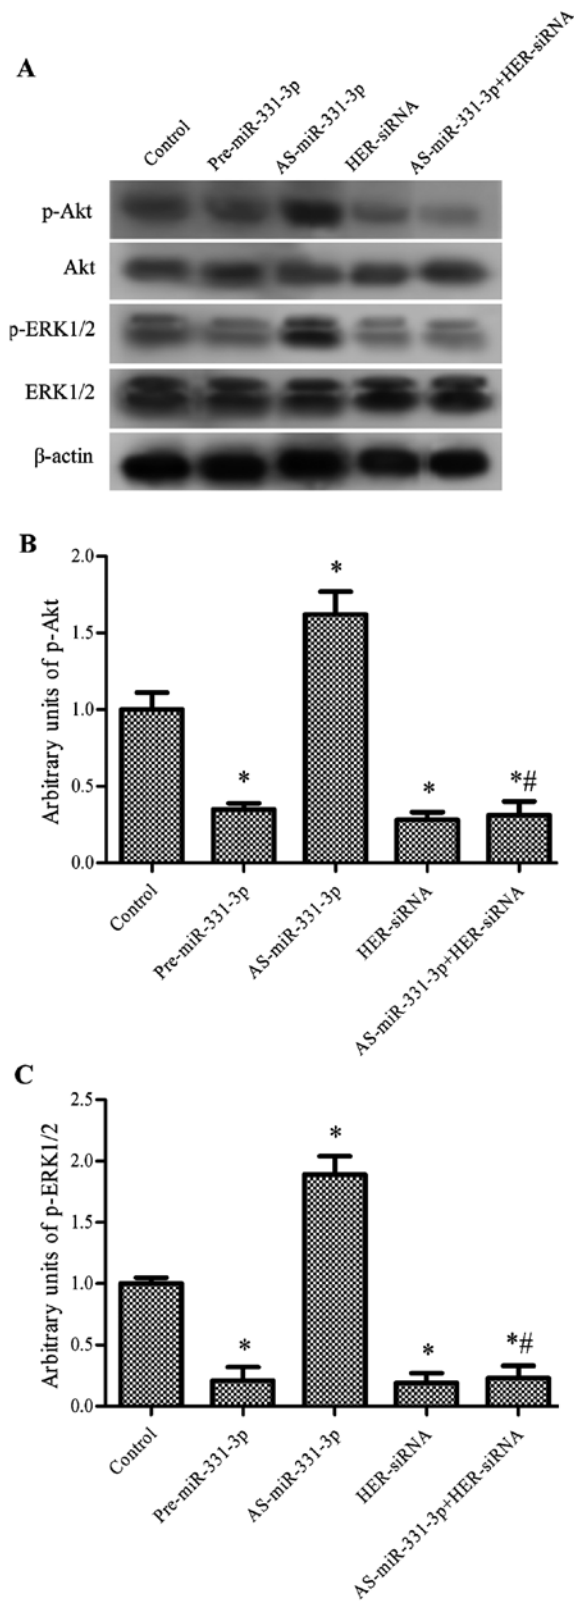 A
Control
Pre-miR-331-3p
AS-miR-331-3p
HER-siRNA
AS-miR-331-3p+HER-siRNA
p-Akt
Akt
p-ERK1/2
ERK1/2
β-actin
B
Arbitrary units of p-Akt
2.0
1.5
1.0
0.5
0.0
*
*
*
*#
Control
Pre-miR-331-3p
AS-miR-331-3p
HER-siRNA
AS-miR-331-3p+HER-siRNA
C
Arbitrary units of p-ERK1/2
2.5
2.0
1.5
1.0
0.5
0.0
*
*
*
*#
Control
Pre-miR-331-3p
AS-miR-331-3p
HER-siRNA
AS-miR-331-3p+HER-siRNA